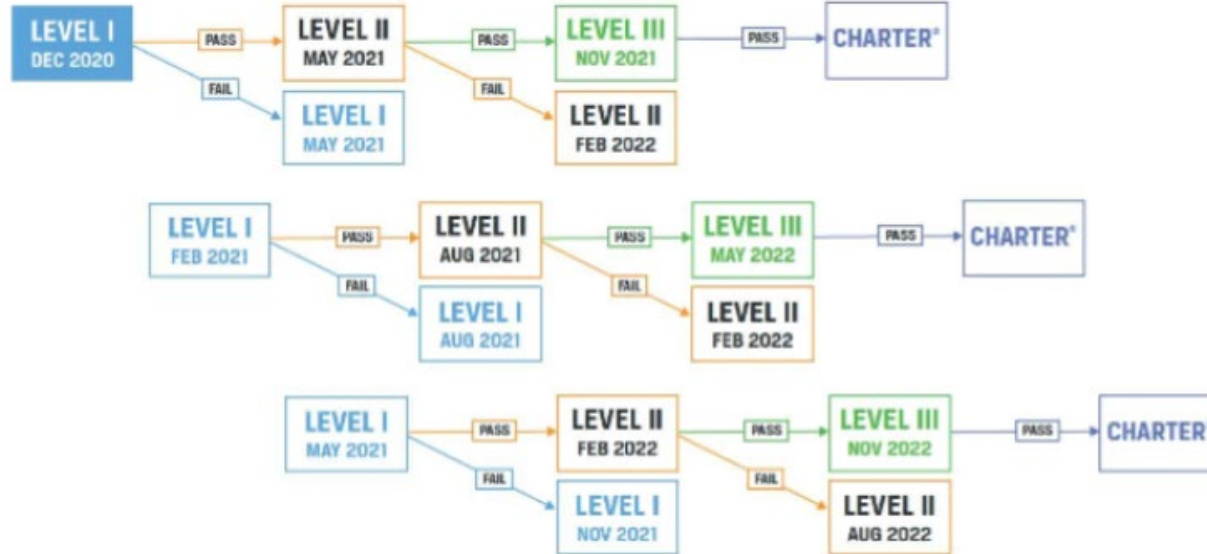 LEVEL I
DEC 2020
PASS
LEVEL II
MAY 2021
PASS
LEVEL III
NOV 2021
PASS
CHARTER®
FAIL
LEVEL I
MAY 2021
FAIL
LEVEL II
FEB 2022
LEVEL I
FEB 2021
PASS
LEVEL II
AUG 2021
PASS
LEVEL III
MAY 2022
PASS
CHARTER®
FAIL
LEVEL I
AUG 2021
FAIL
LEVEL II
FEB 2022
LEVEL I
MAY 2021
PASS
LEVEL II
FEB 2022
PASS
LEVEL III
NOV 2022
PASS
CHARTER
FAIL
LEVEL I
NOV 2021
FAIL
LEVEL II
AUG 2022